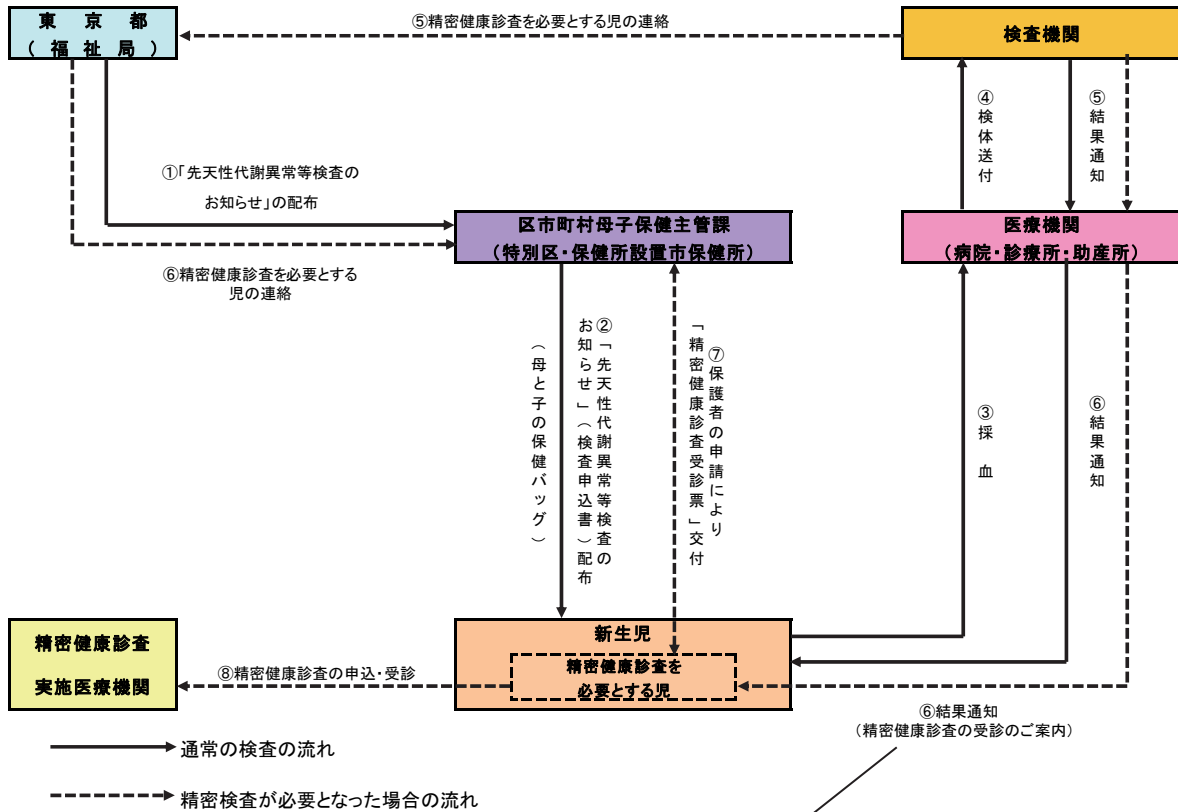 東京都
(福祉局)
⑤精密健康診査を必要とする児の連絡
検査機関
④検体送付
⑤結果通知
①「先天性代謝異常等検査の
お知らせ」の配布
区市町村母子保健主管課
(特別区・保健所設置市保健所)
医療機関
(病院・診療所・助産所)
⑥精密健康診査を必要とする
児の連絡
②「先天性代謝異常等検査の
お知らせ」(検査申込書)配布
(母と子の保健バッグ)
⑦保護者の申請により
「精密健康診査受診票」交付
③採血
⑥結果通知
新生児
精密健康診査を
必要とする児
精密健康診査
実施医療機関
⑧精密健康診査の申込・受診
⑥結果通知
(精密健康診査の受診のご案内)
通常の検査の流れ
精密検査が必要となった場合の流れ